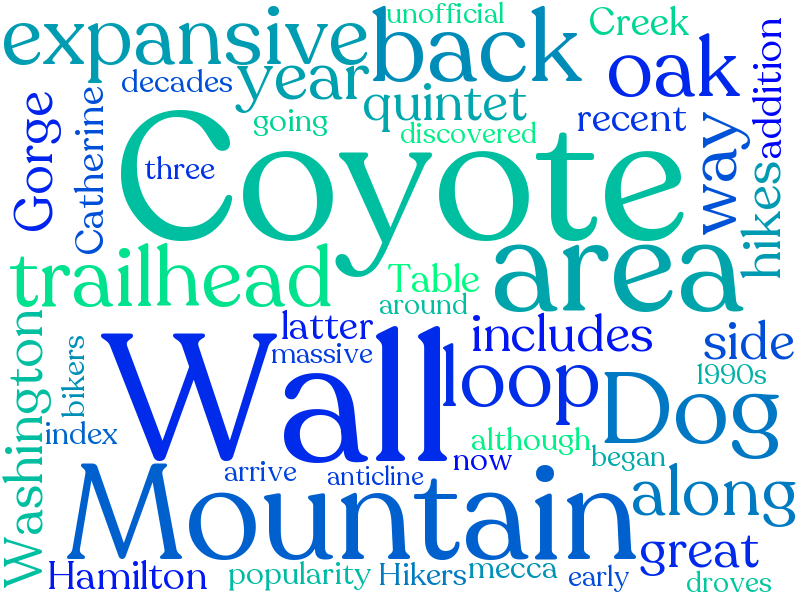 unofficial
Creek
expansive
back
year
oak
decades
quintet
recent
addition
Gorge
Catherine
going
discovered
way
hikes
three
Coyote
trailhead
Table
area
around
Washington
latter
includes
side
massive
bikers
Wall
loop
1990s
Dog
index
although
now
began
arrive
anticline
Mountain
along
great
Hamilton
popularity
Hikers
mecca
early
droves